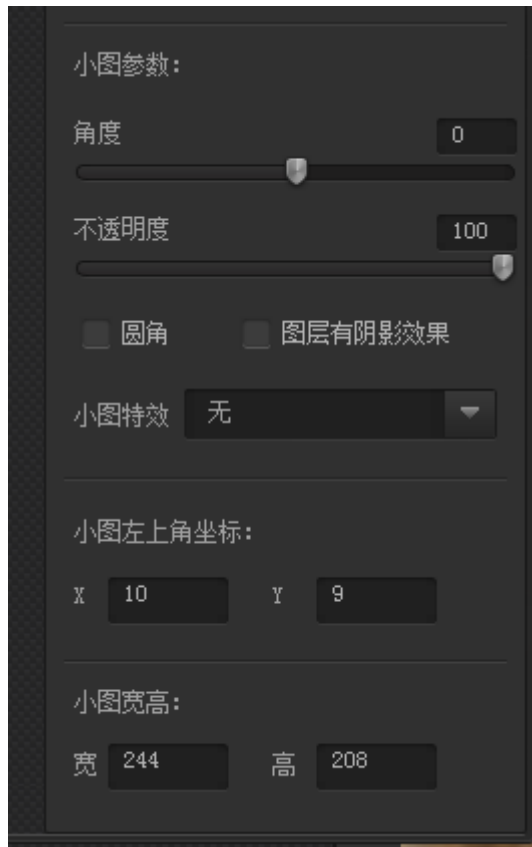 小图参数:
角度 0
不透明度 100
圆角 图层有阴影效果
小图特效 无
小图左上角坐标:
X 10 Y 9
小图宽高:
宽 244 高 208